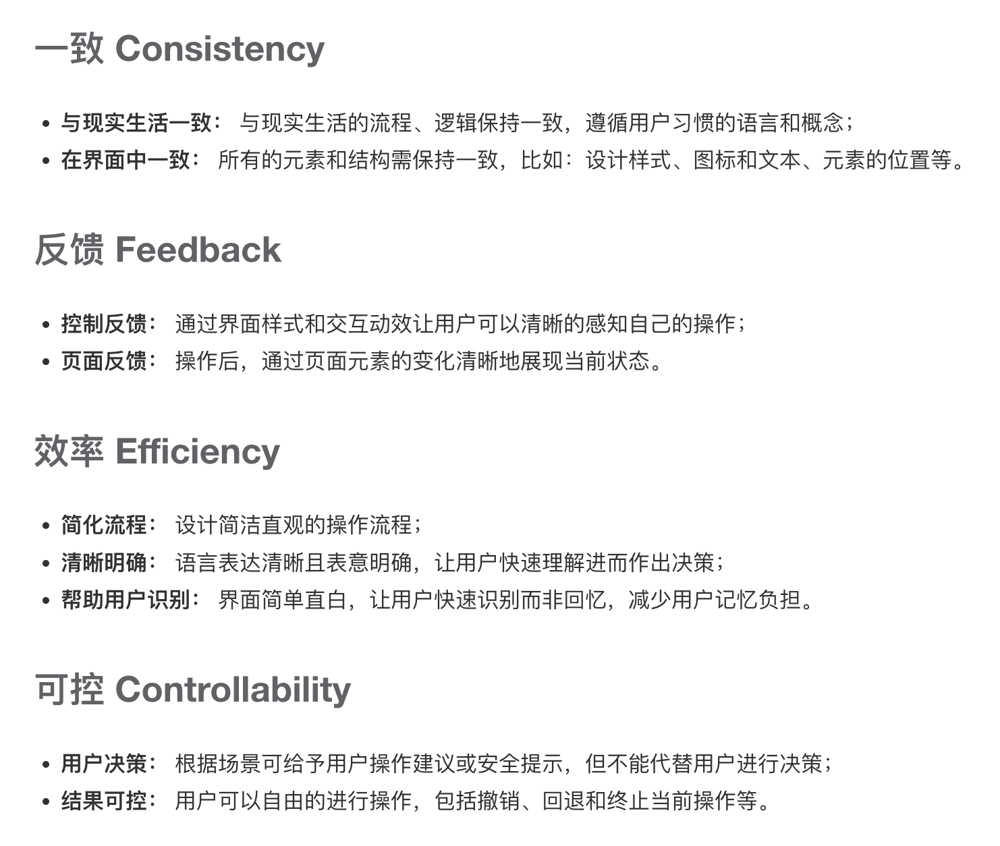 一致 Consistency
与现实生活一致： 与现实生活的流程、逻辑保持一致，遵循用户习惯的语言和概念；
在界面中一致： 所有的元素和结构需保持一致，比如：设计样式、图标和文本、元素的位置等。
反馈 Feedback
控制反馈： 通过界面样式和交互动效让用户可以清晰的感知自己的操作；
页面反馈： 操作后，通过页面元素的变化清晰地展现当前状态。
效率 Efficiency
简化流程： 设计简洁直观的操作流程；
清晰明确： 语言表达清晰且表意明确，让用户快速理解进而作出决策；
帮助用户识别： 界面简单直白，让用户快速识别而非回忆，减少用户记忆负担。
可控 Controllability
用户决策： 根据场景可给予用户操作建议或安全提示，但不能代替用户进行决策；
结果可控： 用户可以自由的进行操作，包括撤销、回退和终止当前操作等。